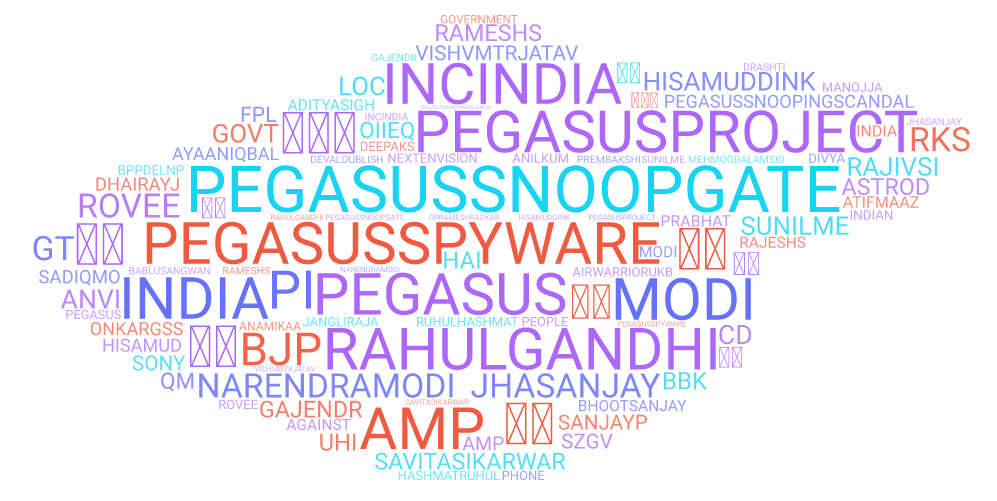 GOVERNMENT
RAMESHS
GAJENDR VISHVMTRJATAV
INCINDIA DRASHTI
LOC HISAMUDDINK MANOJJA
ADITYASIGH PEGASUSSNOOPINGSCANDAL
FPL INCINDIA JHASANJAY
GOVT OIIEQ PEGASUSPROJECT INDIA RKS
DEEPAKS
AYAANIQBAL DEVALDUBLISH NEXTENVISION ANILKUM PREMBAKSHISUNILME MEHMOODALAMSID DIVYA RAJIVSI
BPPDELNP
DHAIRAYJ PEGASUSSNOOPGATE ASTROD
ROVEE ATIFMAAZ
RAHULGANDHI PEGASUSSNOOPGATE DRRAMESHRADKAR HISAMUDDINK PEGASUSPROJECT PRABHAT INDIAN
SUNILME
GT PEGASUSSPYWARE MODI RAJESHS
HAI
SADIQMO BABLUSANGWAN RAMESHS NARENDRAMODI AIRWARRIORUKB
ANVI INDIA PI PEGASUS MODI
PEGASUS
ONKARGSS ANAMIKAA JANGLIRAJA RUHULHASHMAT PEOPLE PEGASUSSPYWARE
HISAMUD BJP RAHULGANDHI CD
SONY
VISHVMTRJATAV
QM NARENDRAMODI JHASANJAY BBK
ROVEE GAJENDR SAVITASIKARWAR BHOOTSANJAY
AGAINST AMP SANJAYP
UHI AMP SZGV
SAVITASIKARWAR
HASHMATRUHUL PHONE